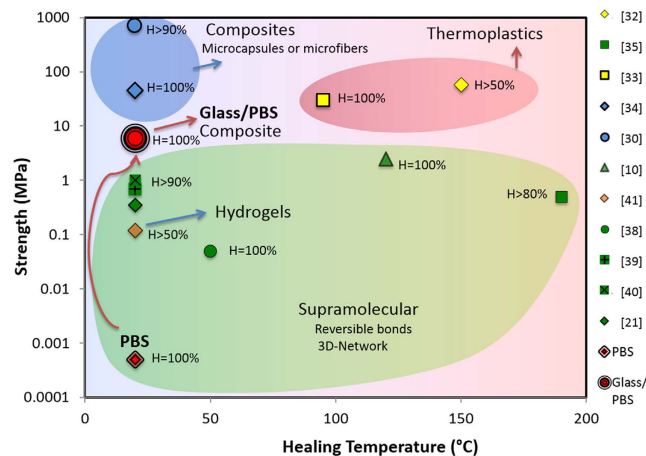 1000
100
10
1
0.1
0.01
0.001
0.0001
Strength (MPa)
0
50
100
150
200
Healing Temperature (°C)
H>90%
Composites
Microcapsules or microfibers
H=100%
Thermoplastics
H=100%
H>50%
Glass/PBS
Composite
H=100%
H>90%
H=100%
H>80%
Hydrogels
H>50%
H=100%
Supramolecular
Reversible bonds
3D-Network
PBS
H=100%
[32]
[35]
[33]
[34]
[30]
[10]
[41]
[38]
[39]
[40]
[21]
PBS
Glass/
PBS